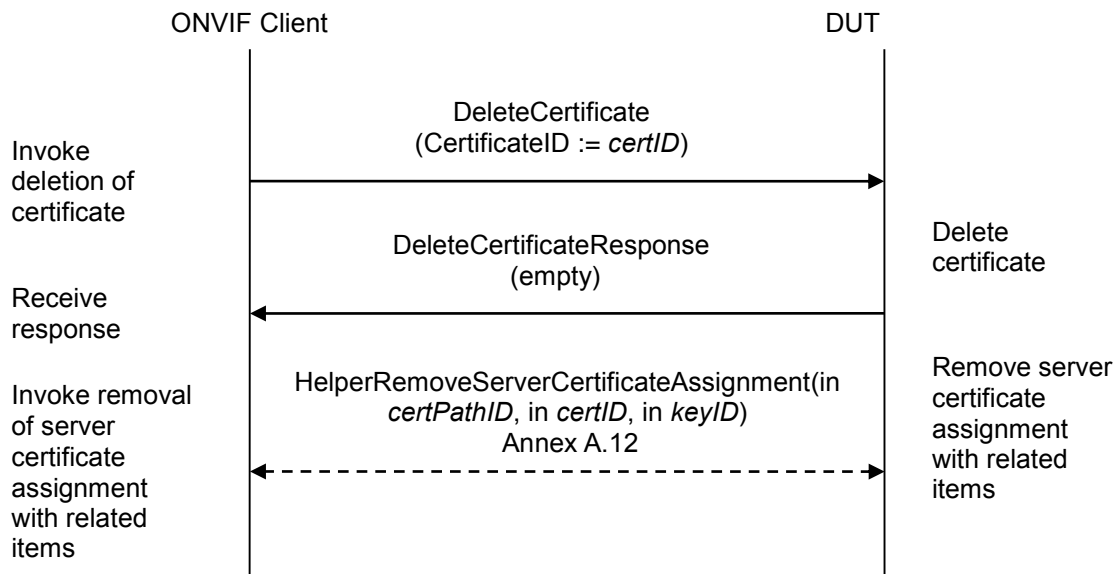 ONVIF Client
DUT
DeleteCertificate
(CertificateID := certID)
Invoke
deletion of
certificate
DeleteCertificateResponse
(empty)
Delete
certificate
Receive
response
HelperRemoveServerCertificateAssignment(in
certPathID, in certID, in keyID)
Annex A.12
Invoke removal
of server
certificate
assignment
with related
items
Remove server
certificate
assignment
with related
items